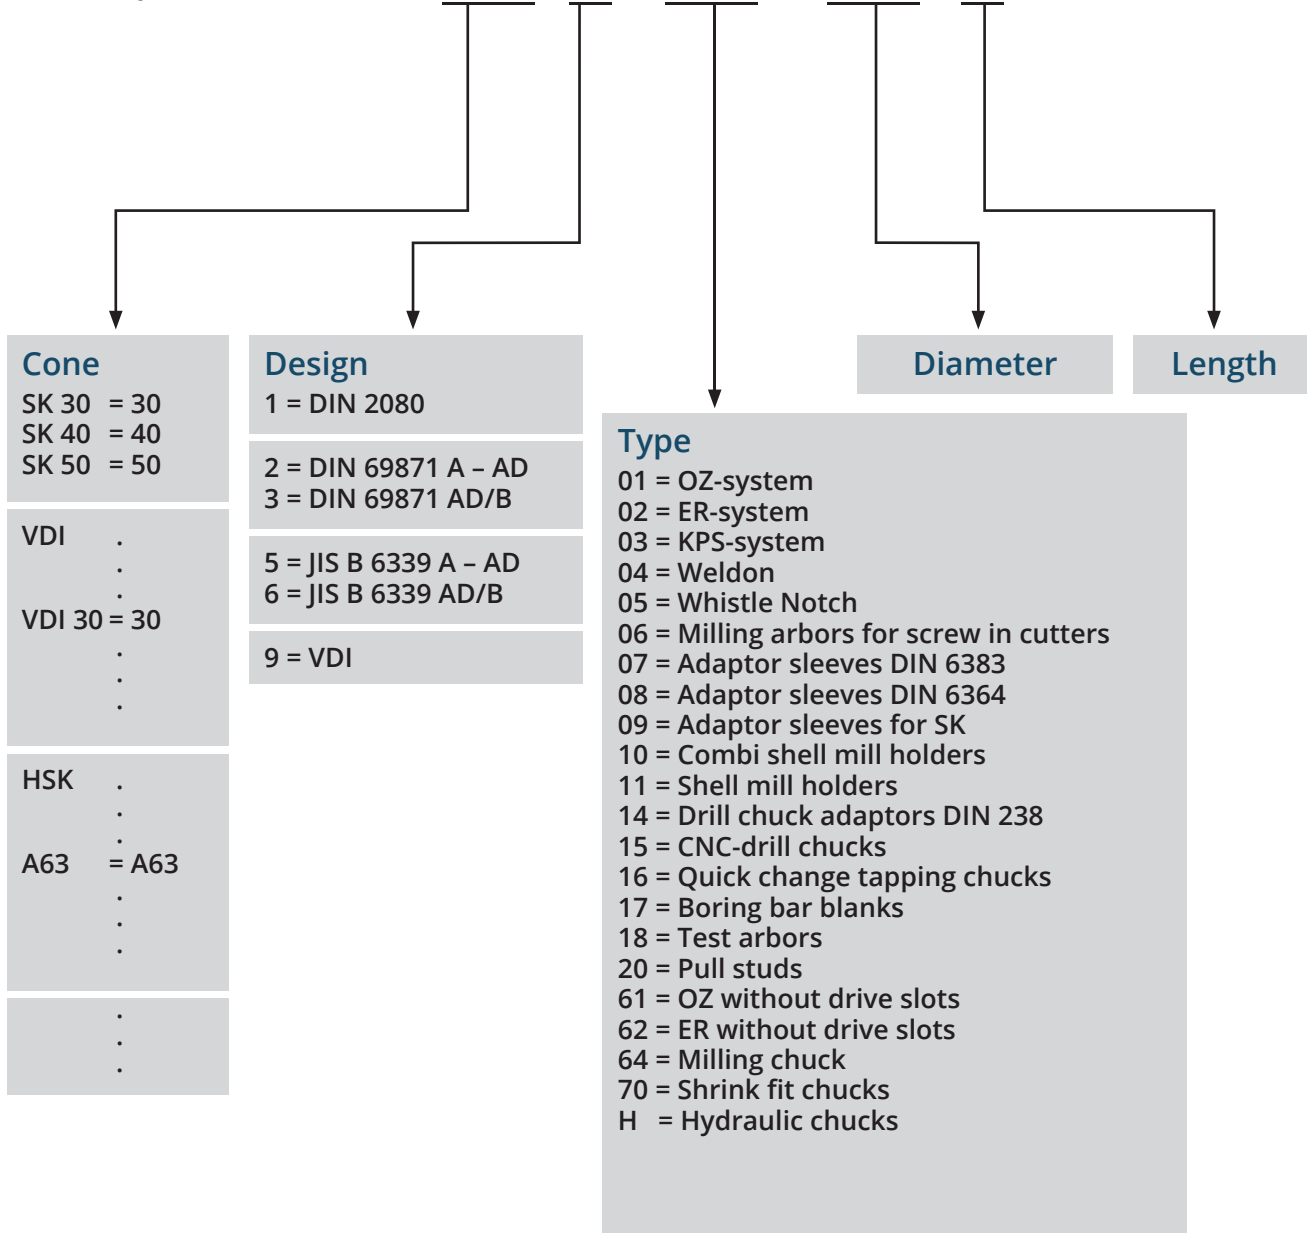 Cone
SK 30 = 30
SK 40 = 40
SK 50 = 50
VDI .
.
.
VDI 30 = 30
.
.
.
HSK .
.
.
A63 = A63
.
.
.
.
.
.
Design
1 = DIN 2080
2 = DIN 69871 A – AD
3 = DIN 69871 AD/B
5 = JIS B 6339 A – AD
6 = JIS B 6339 AD/B
9 = VDI
Type
01 = OZ-system
02 = ER-system
03 = KPS-system
04 = Weldon
05 = Whistle Notch
06 = Milling arbors for screw in cutters
07 = Adaptor sleeves DIN 6383
08 = Adaptor sleeves DIN 6364
09 = Adaptor sleeves for SK
10 = Combi shell mill holders
11 = Shell mill holders
14 = Drill chuck adaptors DIN 238
15 = CNC-drill chucks
16 = Quick change tapping chucks
17 = Boring bar blanks
18 = Test arbors
20 = Pull studs
61 = OZ without drive slots
62 = ER without drive slots
64 = Milling chuck
70 = Shrink fit chucks
H = Hydraulic chucks
Diameter
Length